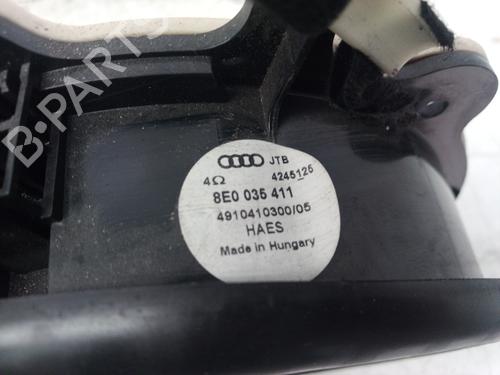 B-PARTS
JTB
4Ω 4245125
8E0 035 411
4910410300/05
HAES
Made in Hungary